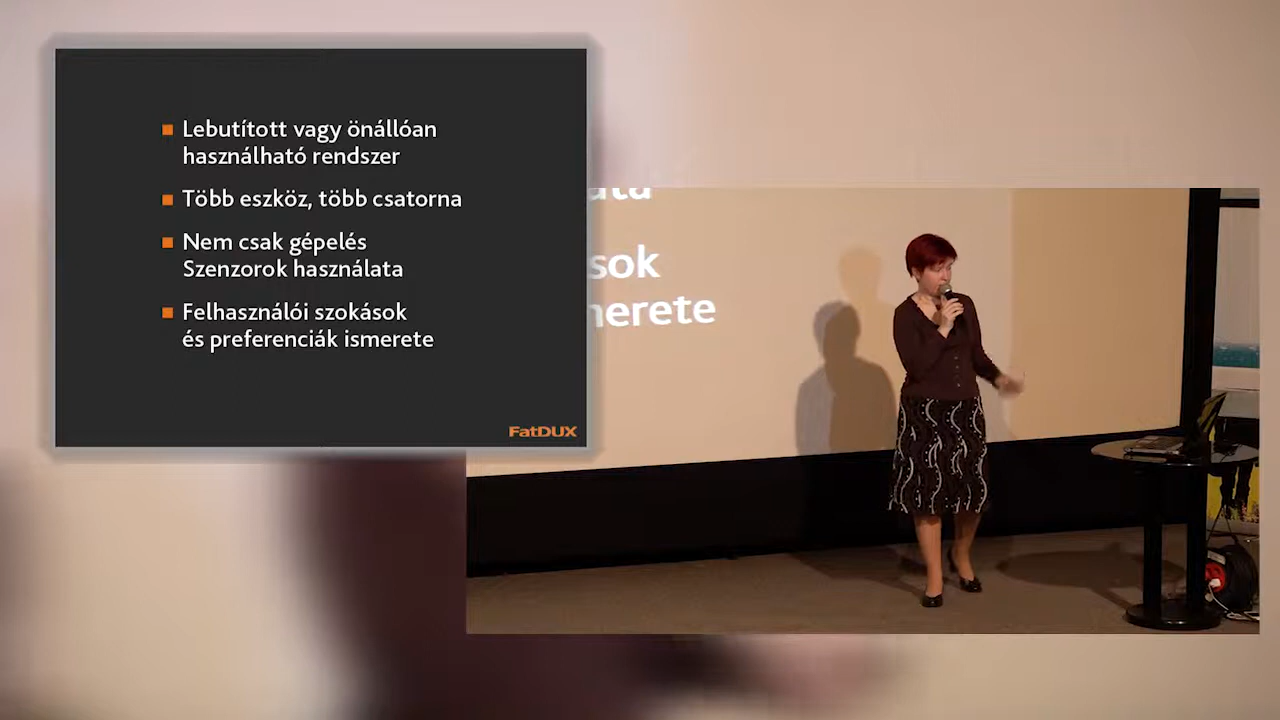 Lebutított vagy önállóan
használható rendszer
Több eszköz, több csatorna
Nem csak gépelés
Szenzorok használata
Felhasználói szokások
és preferenciák ismerete
FatDUX
ata
sok
merete